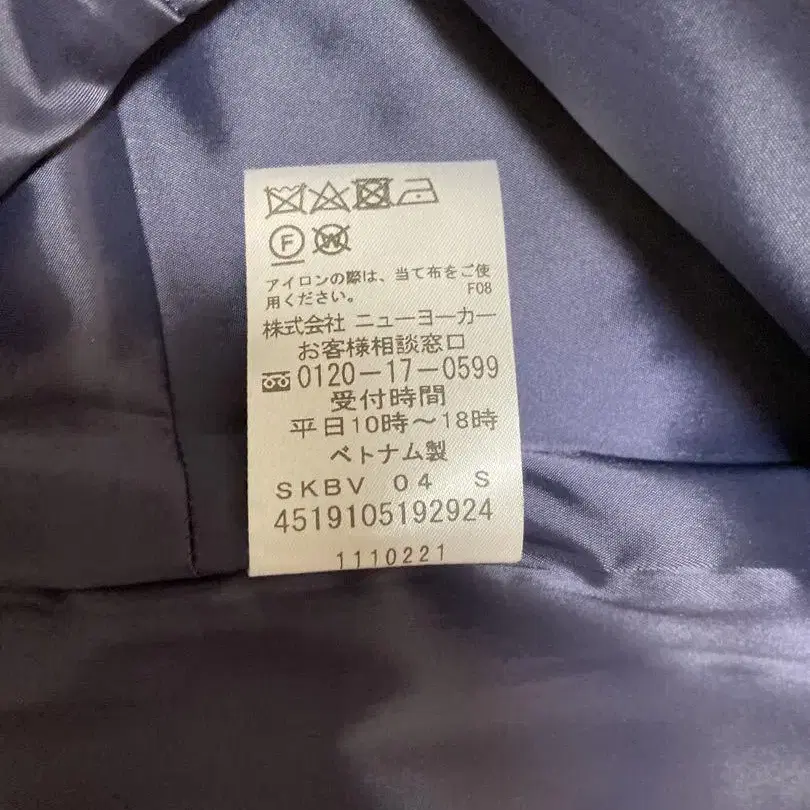 F W
アイロンの際は、当て布をご使
用ください。 F08
株式会社 ニューヨーカー
お客様相談窓口
0120-17-0599
受付時間
平日10時〜18時
ベトナム製
SKBV 04 S
4519105192924
1110221